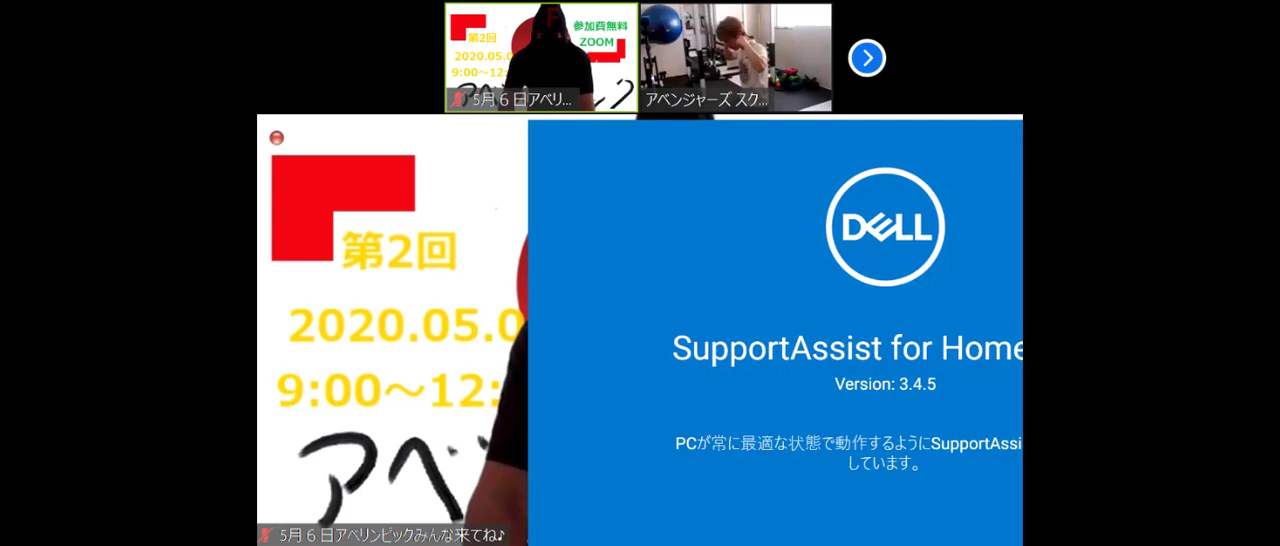 第2回
2020.05.0
9:00～12:
参加費無料
ZOOM
5月 6 日アベリ...
アベンジャーズ スク...
第2回
2020.05.0
9:00～12:
アベ
DELL
SupportAssist for Home
Version: 3.4.5
PCが常に最適な状態で動作するようにSupportAssi
しています。
5月 6 日アベリンピックみんな来てね♪